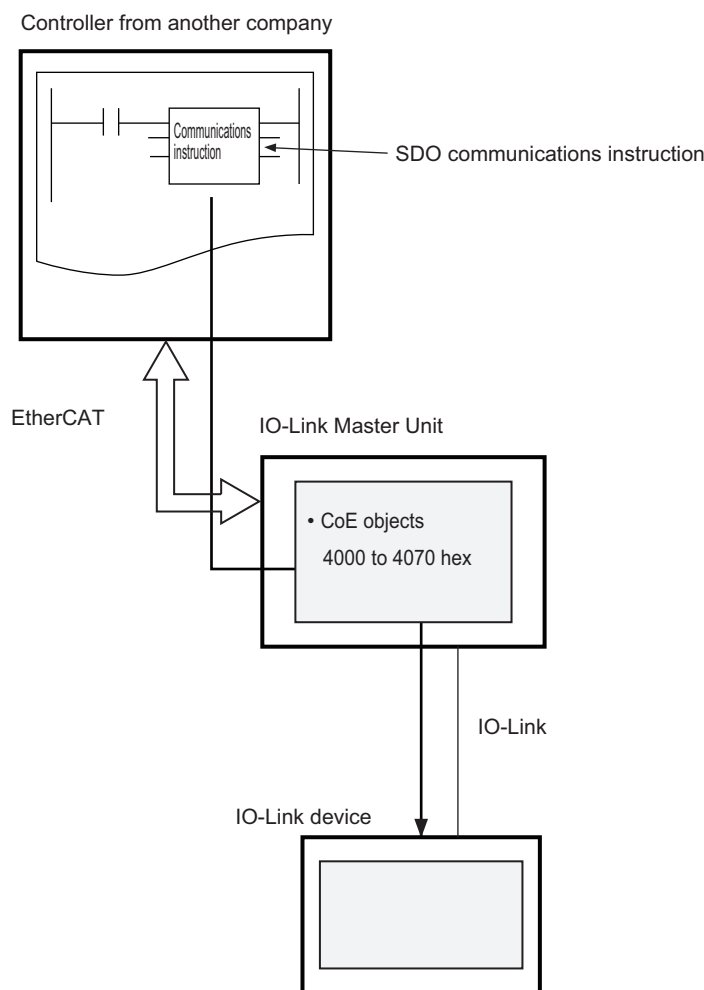 Controller from another company
Communications
instruction
SDO communications instruction
EtherCAT
IO-Link Master Unit
• CoE objects
4000 to 4070 hex
IO-Link
IO-Link device